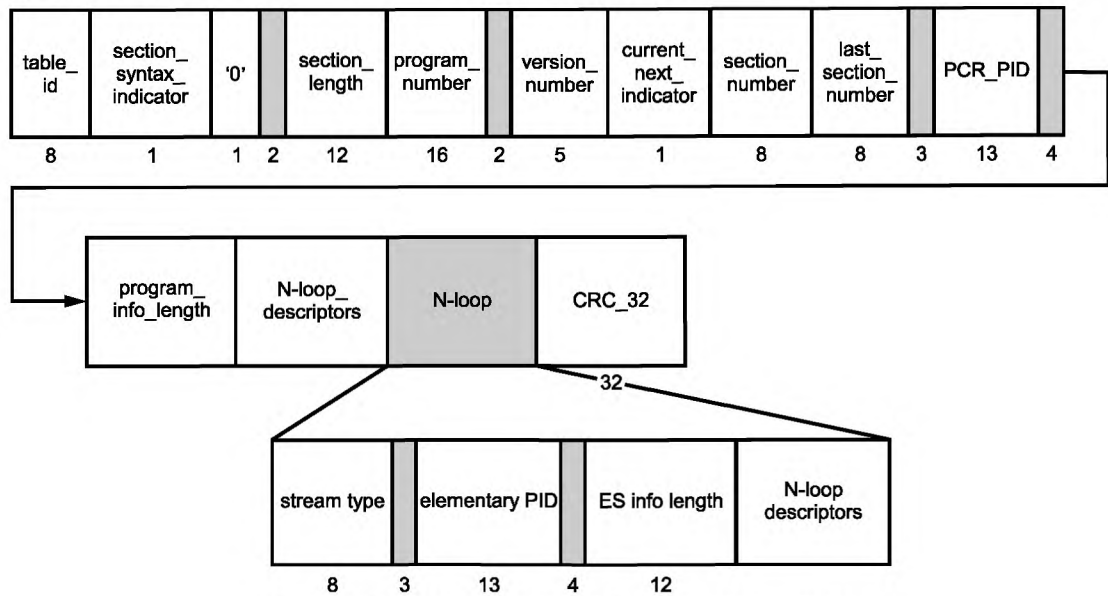 table_
id
section_
syntax_
indicator
'0'
section_
length
program_
number
version_
number
current_
next_
indicator
section_
number
last_
section_
number
PCR_PID
8 1 1 2 12 16 2 5 1 8 8 3 13 4
program_
info_length
N-loop_
descriptors
N-loop
CRC_32
32
stream type
elementary PID
ES info length
N-loop
descriptors
8 3 13 4 12